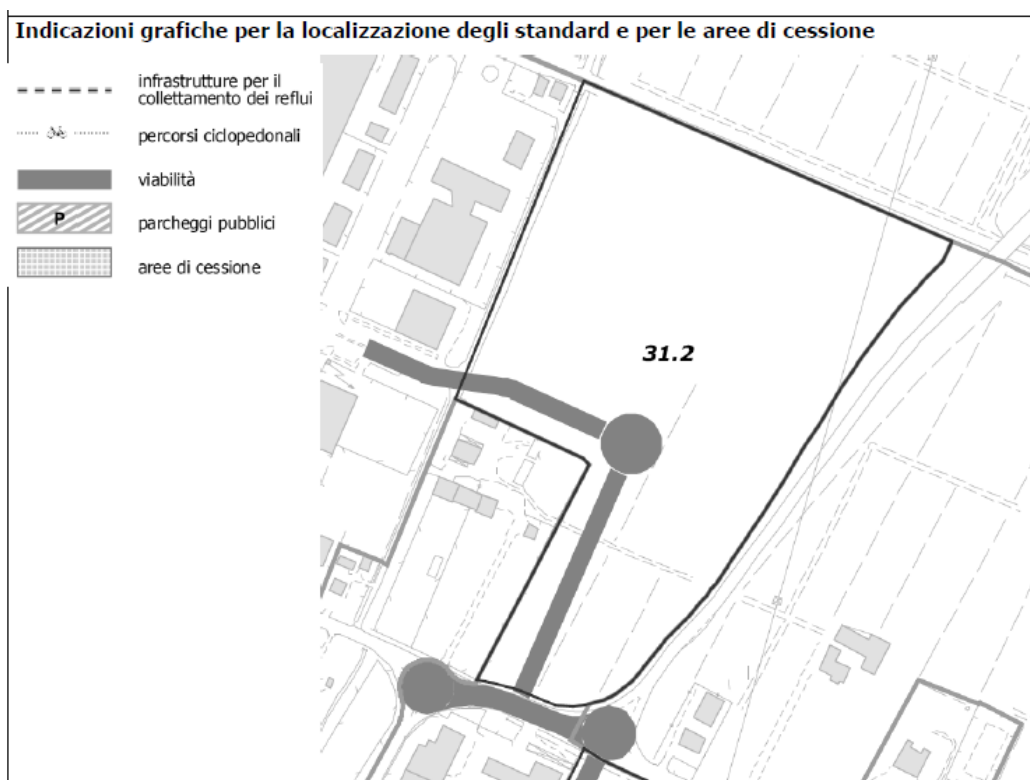 Indicazioni grafiche per la localizzazione degli standard e per le aree di cessione
infrastrutture per il
collettamento dei reflui
percorsi ciclopedonali
viabilità
P
parcheggi pubblici
aree di cessione
31.2